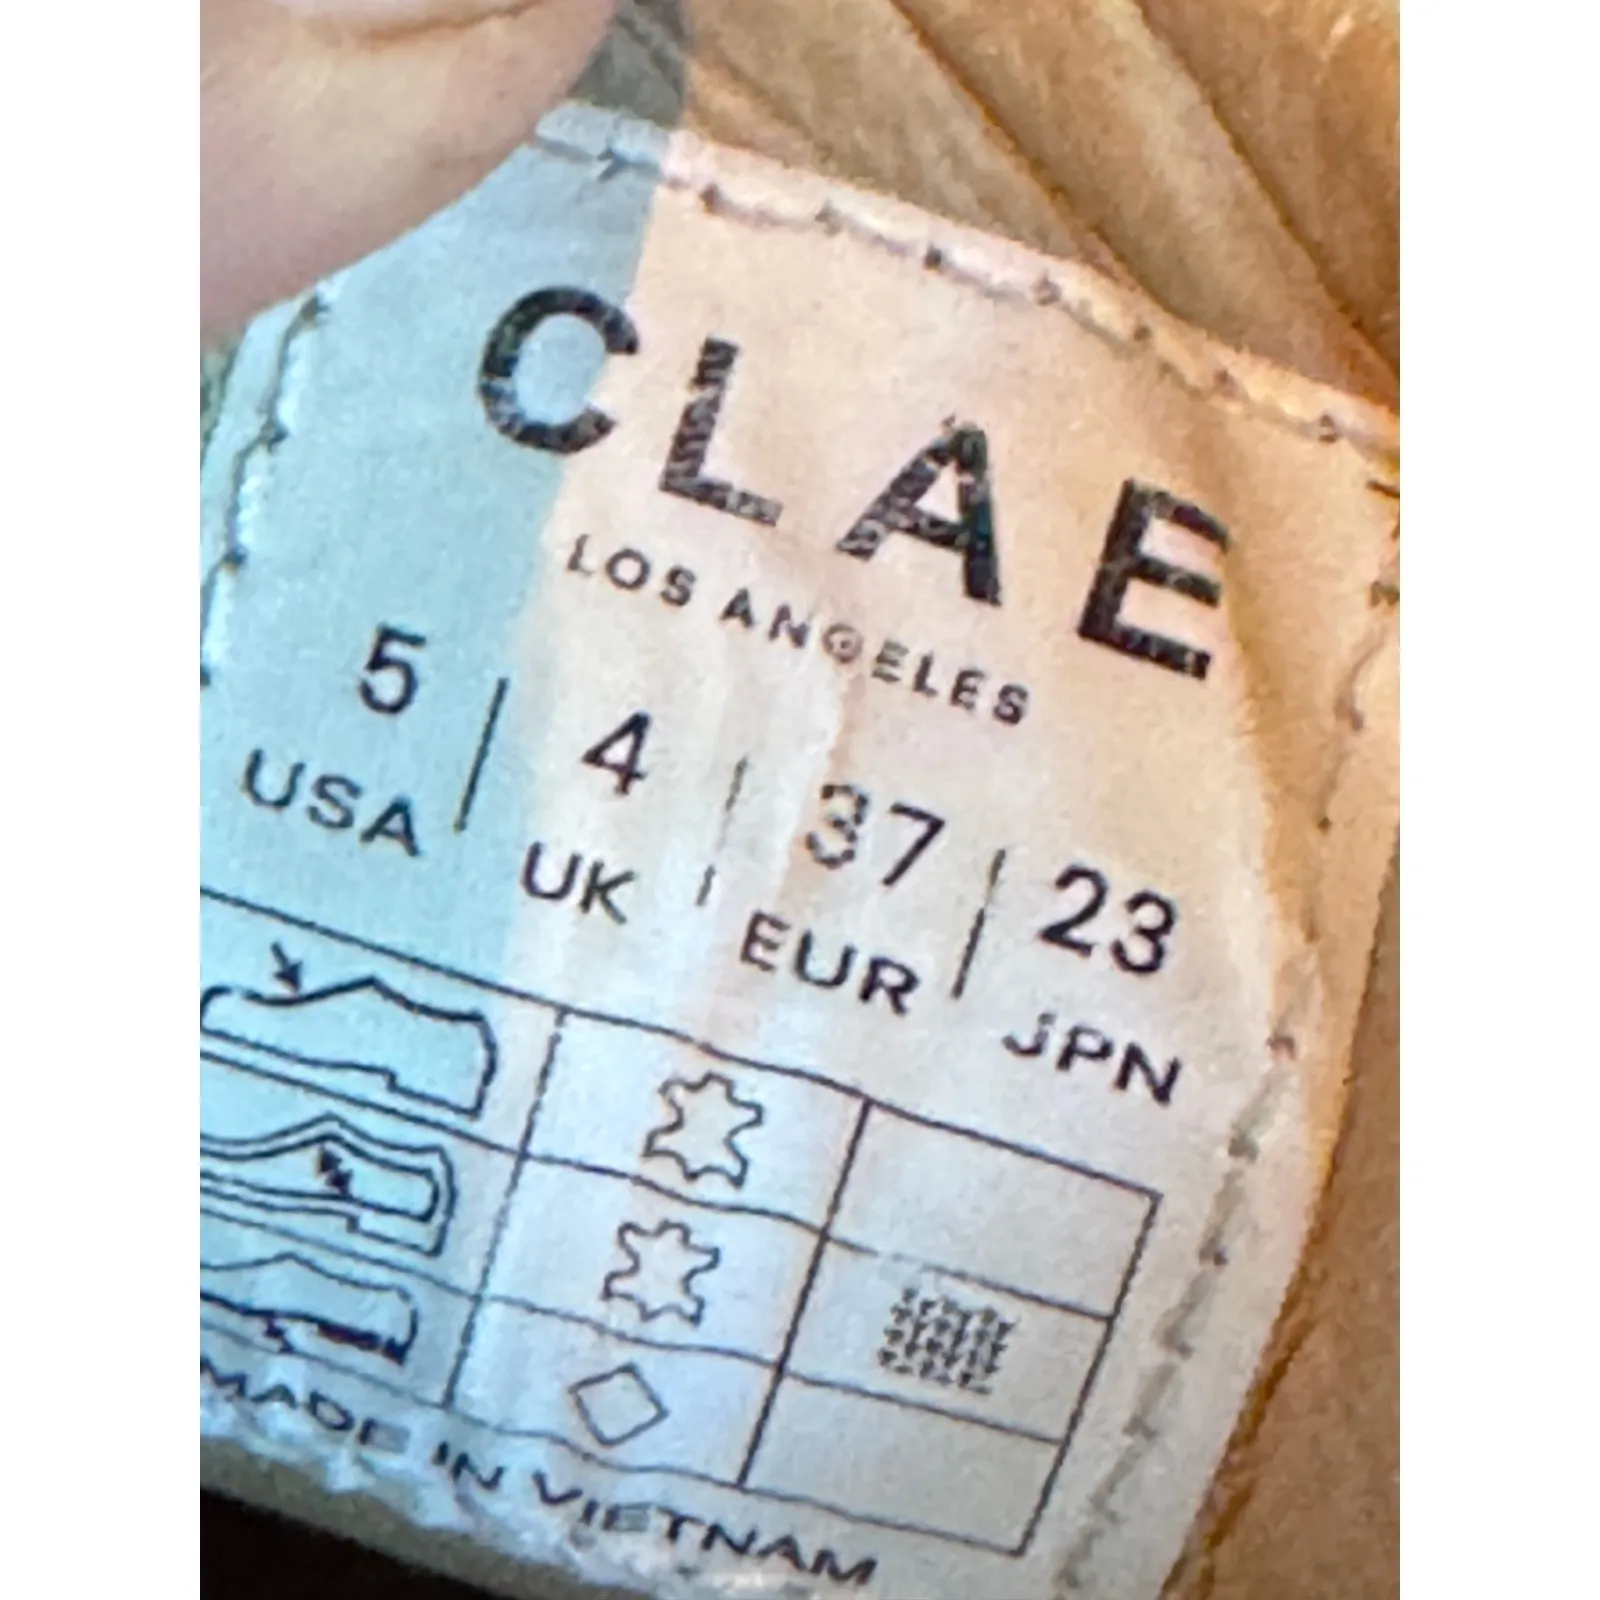 CLAE
LOS ANGELES
5 | 4 | 37 | 23
USA UK EUR JPN
MADE IN VIETNAM